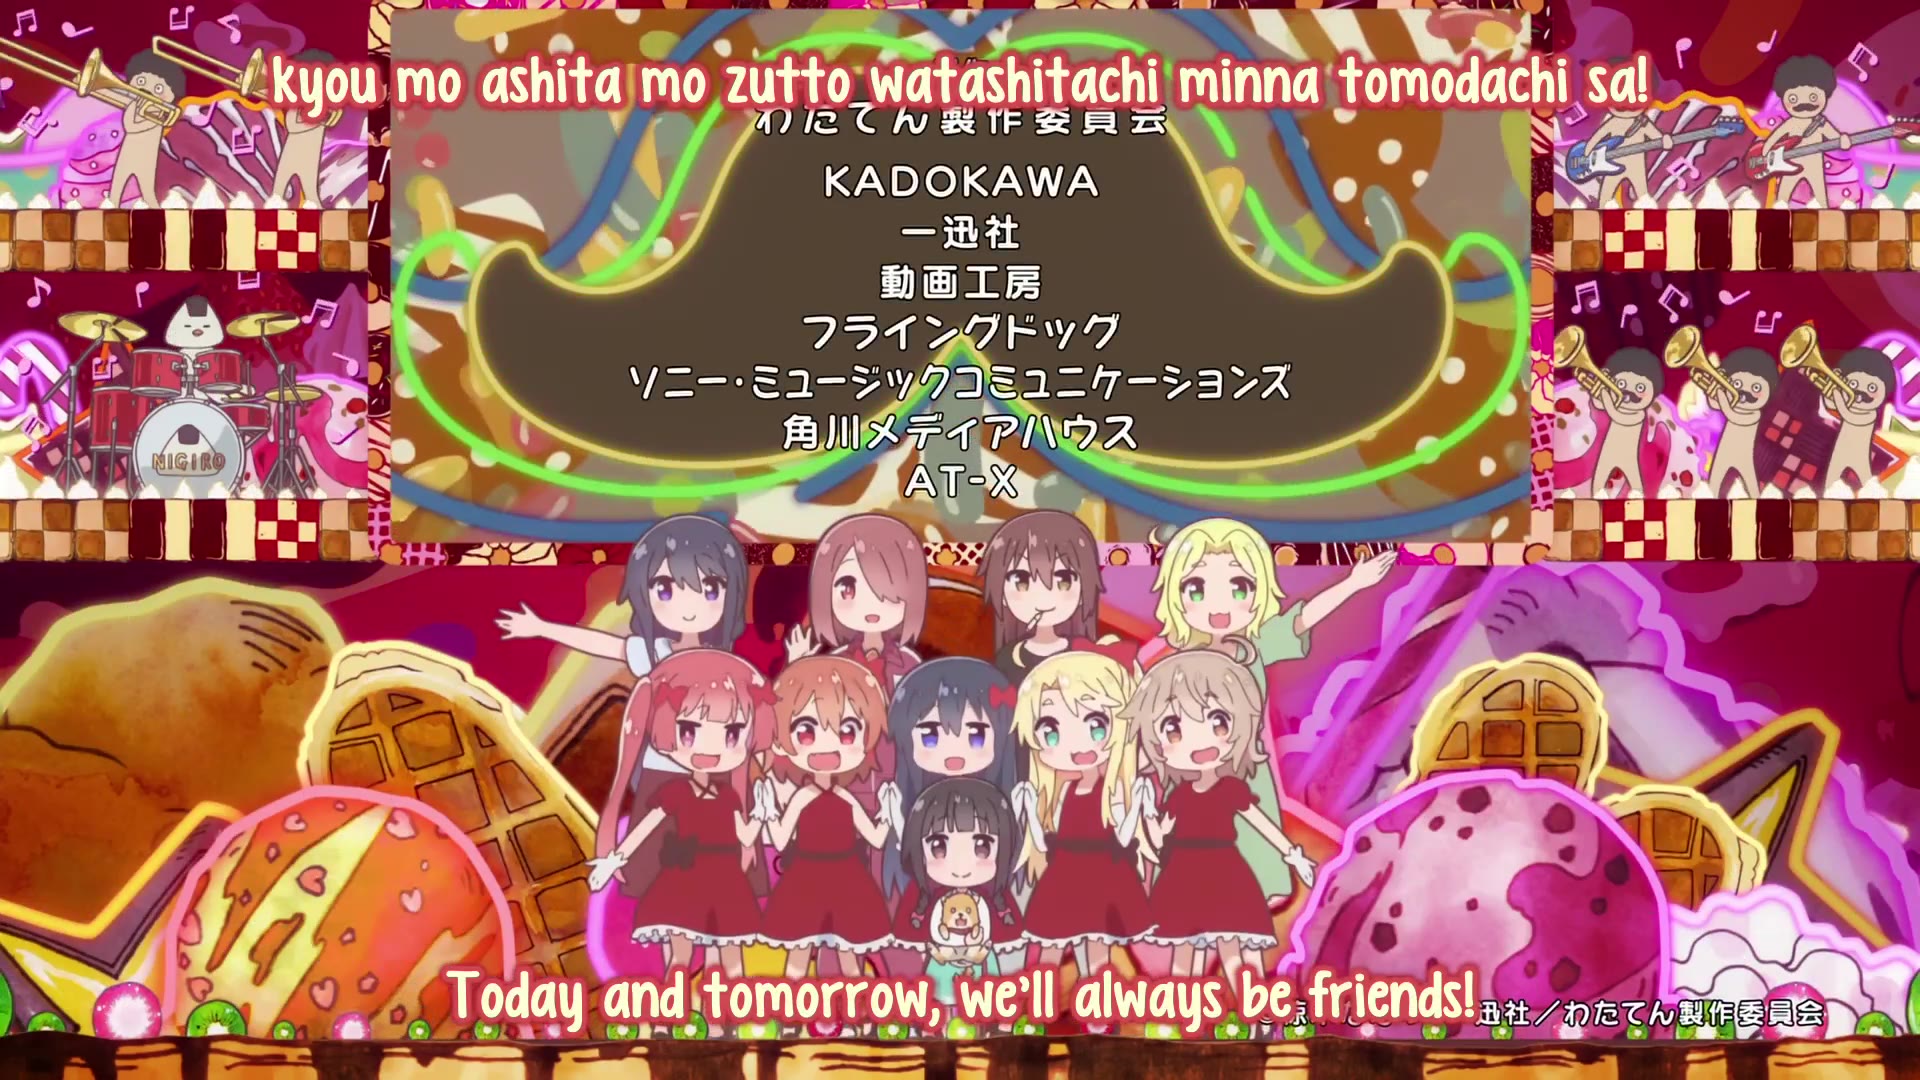 kyou mo ashita mo zutto watashitachi minna tomodachi sa!
わたてん製作委員会
KADOKAWA
一迅社
動画工房
フライングドッグ
ソニー・ミュージックコミュニケーションズ
角川メディアハウス
AT-X
NIGIRO
Today and tomorrow, we'll always be friends!
迅社／わたてん製作委員会